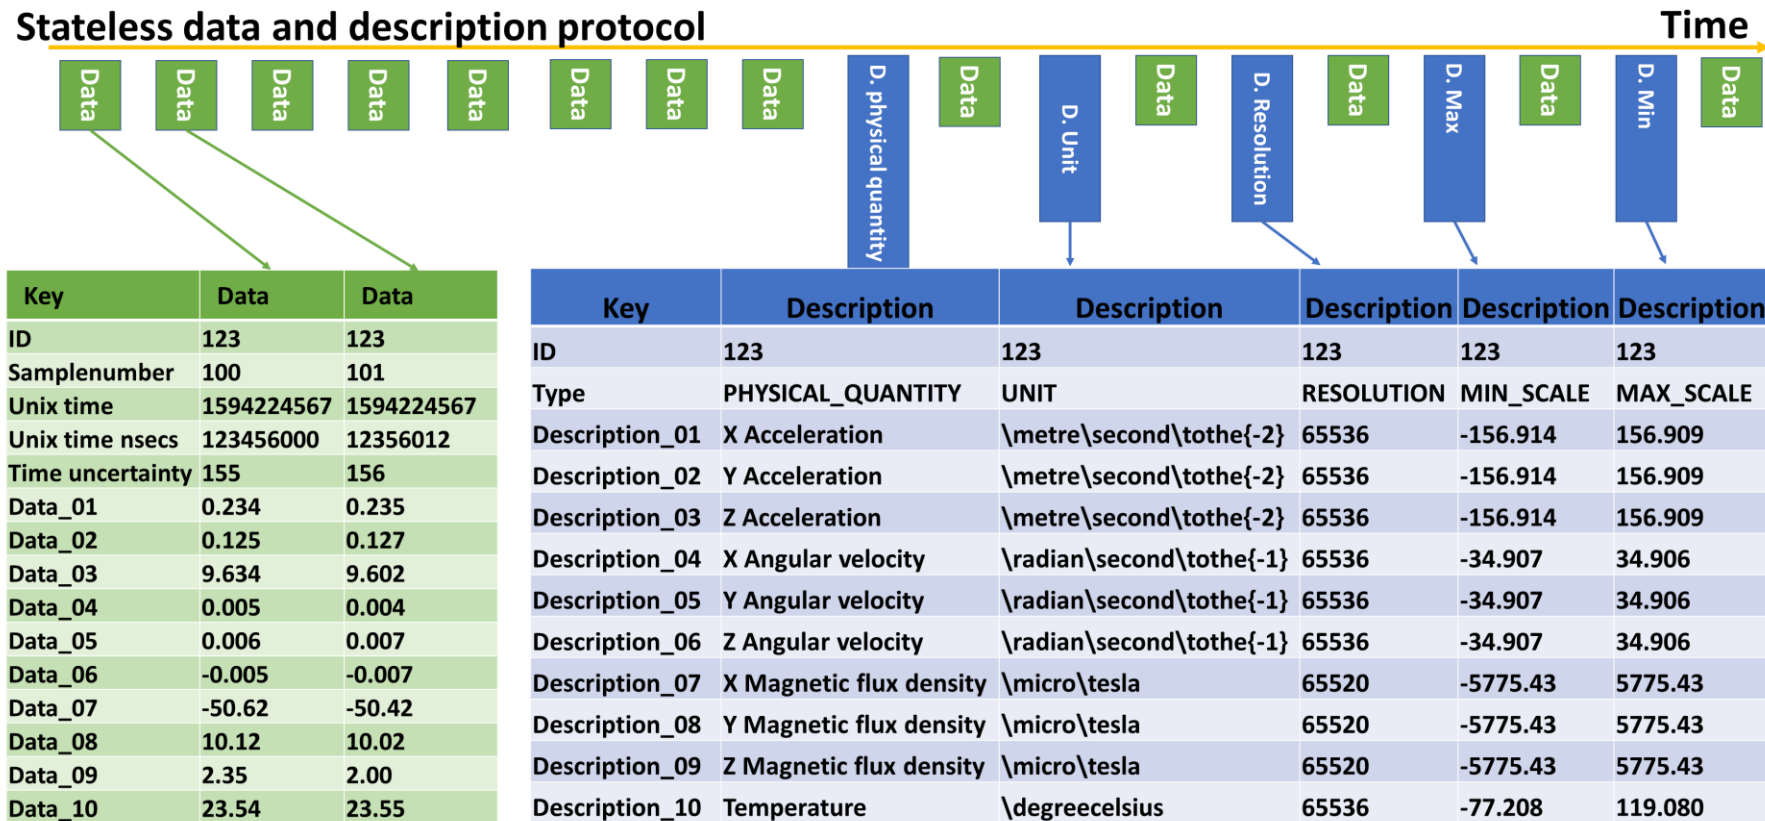 Stateless data and description protocol
Time
Data
Data
Data
Data
Data
Data
Data
Data
D. physical quantity
Data
D. Unit
Data
D. Resolution
Data
D. Max
Data
D. Min
Data
Key Data Data
ID 123 123
Samplenumber 100 101
Unix time 1594224567 1594224567
Unix time nsecs 123456000 12356012
Time uncertainty 155 156
Data_01 0.234 0.235
Data_02 0.125 0.127
Data_03 9.634 9.602
Data_04 0.005 0.004
Data_05 0.006 0.007
Data_06 -0.005 -0.007
Data_07 -50.62 -50.42
Data_08 10.12 10.02
Data_09 2.35 2.00
Data_10 23.54 23.55
Key Description Description Description Description Description
ID 123 123 123 123 123
Type PHYSICAL_QUANTITY UNIT RESOLUTION MIN_SCALE MAX_SCALE
Description_01 X Acceleration \metre\second\tothe{-2} 65536 -156.914 156.909
Description_02 Y Acceleration \metre\second\tothe{-2} 65536 -156.914 156.909
Description_03 Z Acceleration \metre\second\tothe{-2} 65536 -156.914 156.909
Description_04 X Angular velocity \radian\second\tothe{-1} 65536 -34.907 34.906
Description_05 Y Angular velocity \radian\second\tothe{-1} 65536 -34.907 34.906
Description_06 Z Angular velocity \radian\second\tothe{-1} 65536 -34.907 34.906
Description_07 X Magnetic flux density \micro\tesla 65520 -5775.43 5775.43
Description_08 Y Magnetic flux density \micro\tesla 65520 -5775.43 5775.43
Description_09 Z Magnetic flux density \micro\tesla 65520 -5775.43 5775.43
Description_10 Temperature \degreecelsius 65536 -77.208 119.080